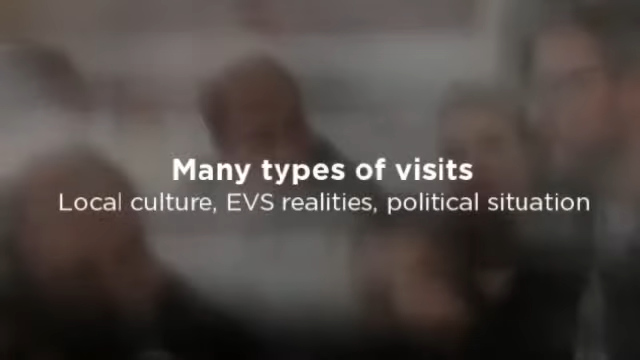 Many types of visits
Local culture, EVS realities, political situation